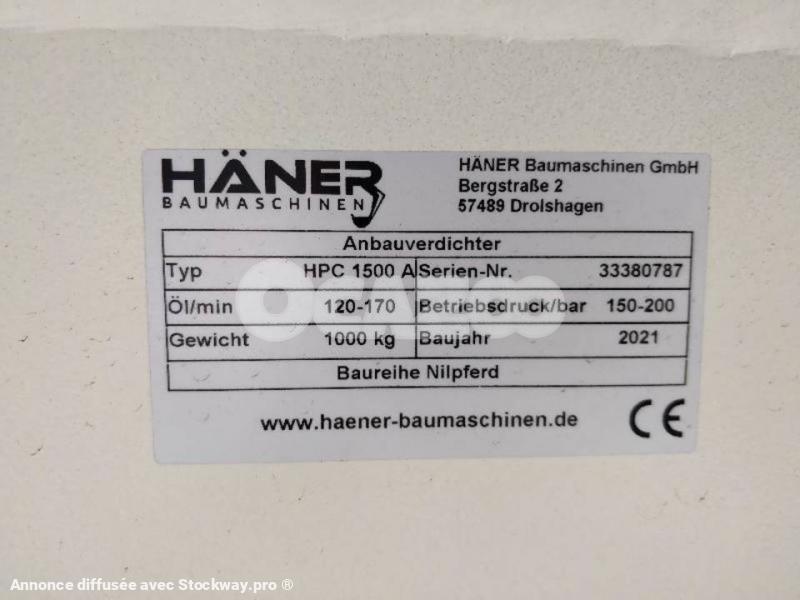 HÄNER
BAUMASCHINEN
HÄNER Baumaschinen GmbH
Bergstraße 2
57489 Drolshagen
Anbauverdichter
Typ HPC 1500 A Serien-Nr. 33380787
Öl/min 120-170 Betriebsdruck/bar 150-200
Gewicht 1000 kg Baujahr 2021
Baureihe Nilpferd
www.haener-baumaschinen.de CE
Annonce diffusée avec Stockway.pro ®